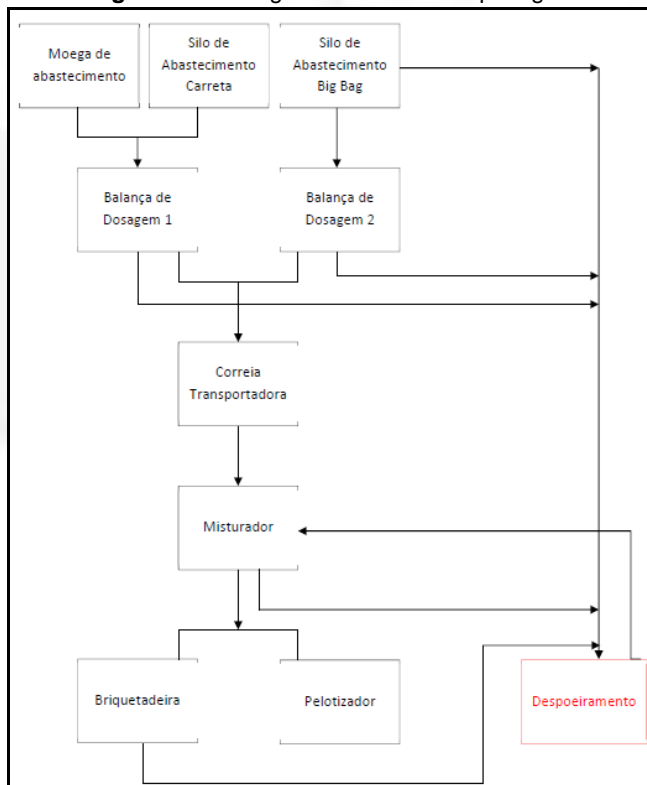 Moega de
abastecimento
Silo de
Abastecimento
Carreta
Silo de
Abastecimento
Big Bag
Balança de
Dosagem 1
Balança de
Dosagem 2
Correia
Transportadora
Misturador
Briquetadeira
Pelotizador
Despoeiramento